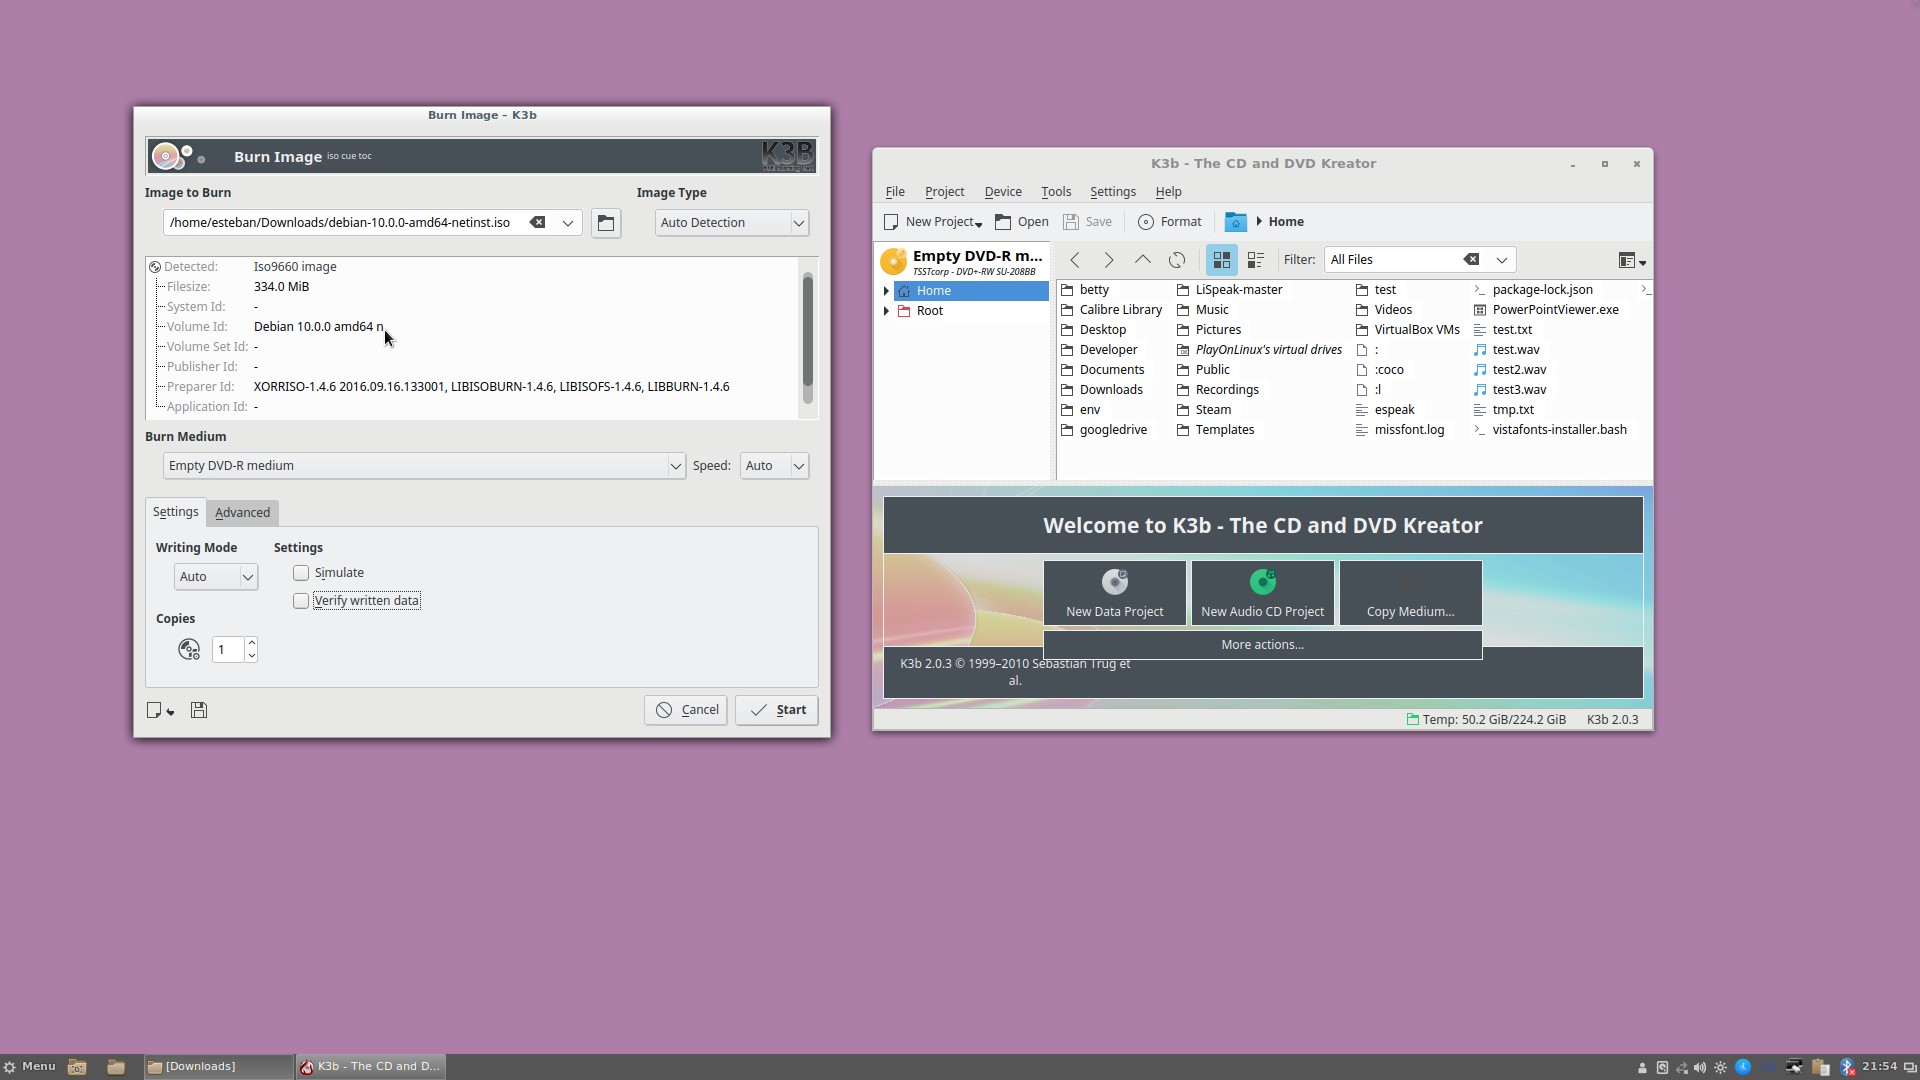 Burn Image – K3b
Burn Image iso cue toc
K3B
Image to Burn
Image Type
/home/esteban/Downloads/debian-10.0.0-amd64-netinst.iso
Auto Detection
Detected: Iso9660 image
Filesize: 334.0 MiB
System Id: -
Volume Id: Debian 10.0.0 amd64 n
Volume Set Id: -
Publisher Id: -
Preparer Id: XORRISO-1.4.6 2016.09.16.133001, LIBISOBURN-1.4.6, LIBISOFS-1.4.6, LIBBURN-1.4.6
Application Id: -
Burn Medium
Empty DVD-R medium
Speed: Auto
Settings Advanced
Writing Mode
Auto
Settings
Simulate
Verify written data
Copies
1
Cancel Start
K3b - The CD and DVD Kreator
File Project Device Tools Settings Help
New Project Open Save Format Home
Empty DVD-R m...
TSSTcorp - DVD+-RW SU-208BB
Home
Root
Filter: All Files
betty LiSpeak-master test package-lock.json
Calibre Library Music Videos PowerPointViewer.exe
Desktop Pictures VirtualBox VMs test.txt
Developer PlayOnLinux's virtual drives : test.wav
Documents Public :coco test2.wav
Downloads Recordings :l test3.wav
env Steam espeak tmp.txt
googledrive Templates missfont.log vistafonts-installer.bash
Welcome to K3b - The CD and DVD Kreator
New Data Project New Audio CD Project Copy Medium...
More actions...
K3b 2.0.3 © 1999–2010 Sebastian Trüg et
al.
Temp: 50.2 GiB/224.2 GiB K3b 2.0.3
Menu [Downloads] K3b - The CD and D... 21:54